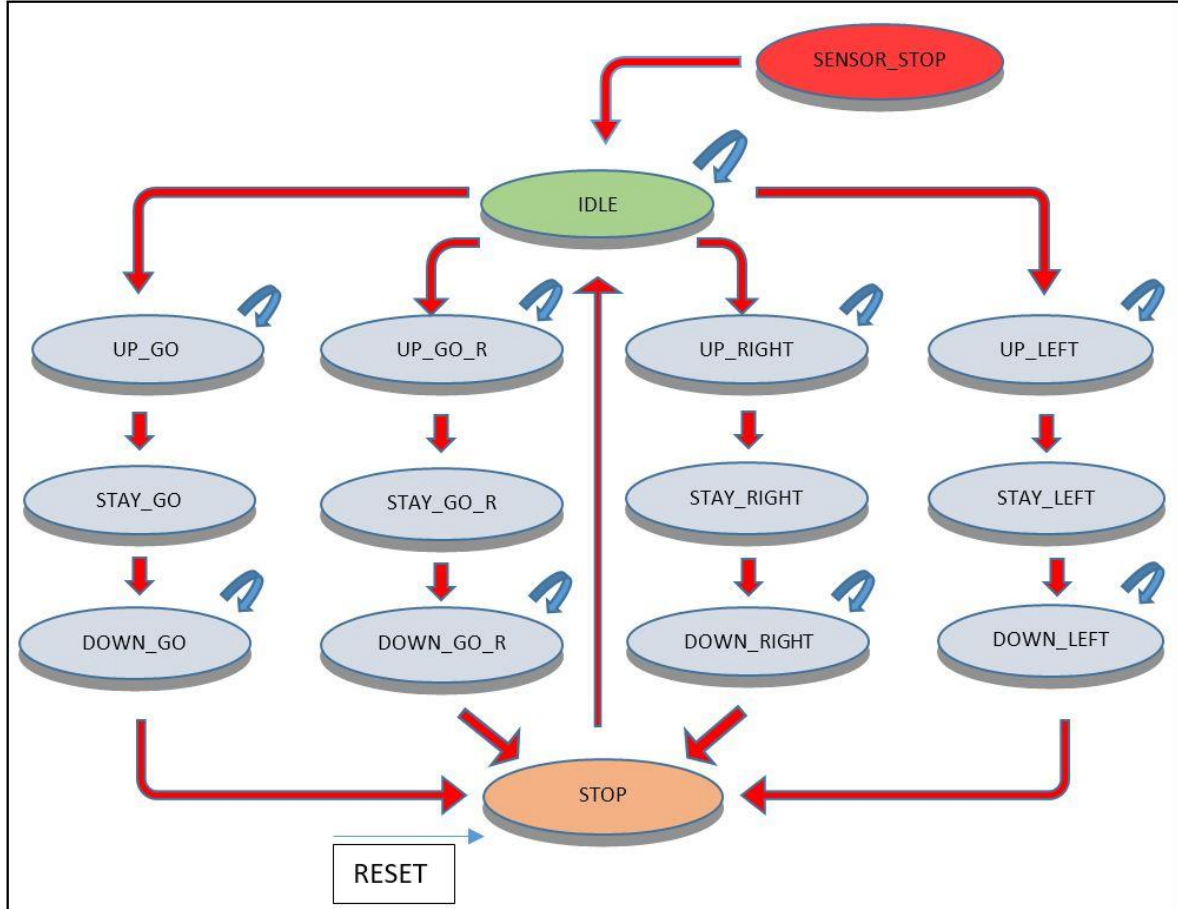 SENSOR_STOP
IDLE
UP_GO
UP_GO_R
UP_RIGHT
UP_LEFT
STAY_GO
STAY_GO_R
STAY_RIGHT
STAY_LEFT
DOWN_GO
DOWN_GO_R
DOWN_RIGHT
DOWN_LEFT
STOP
RESET